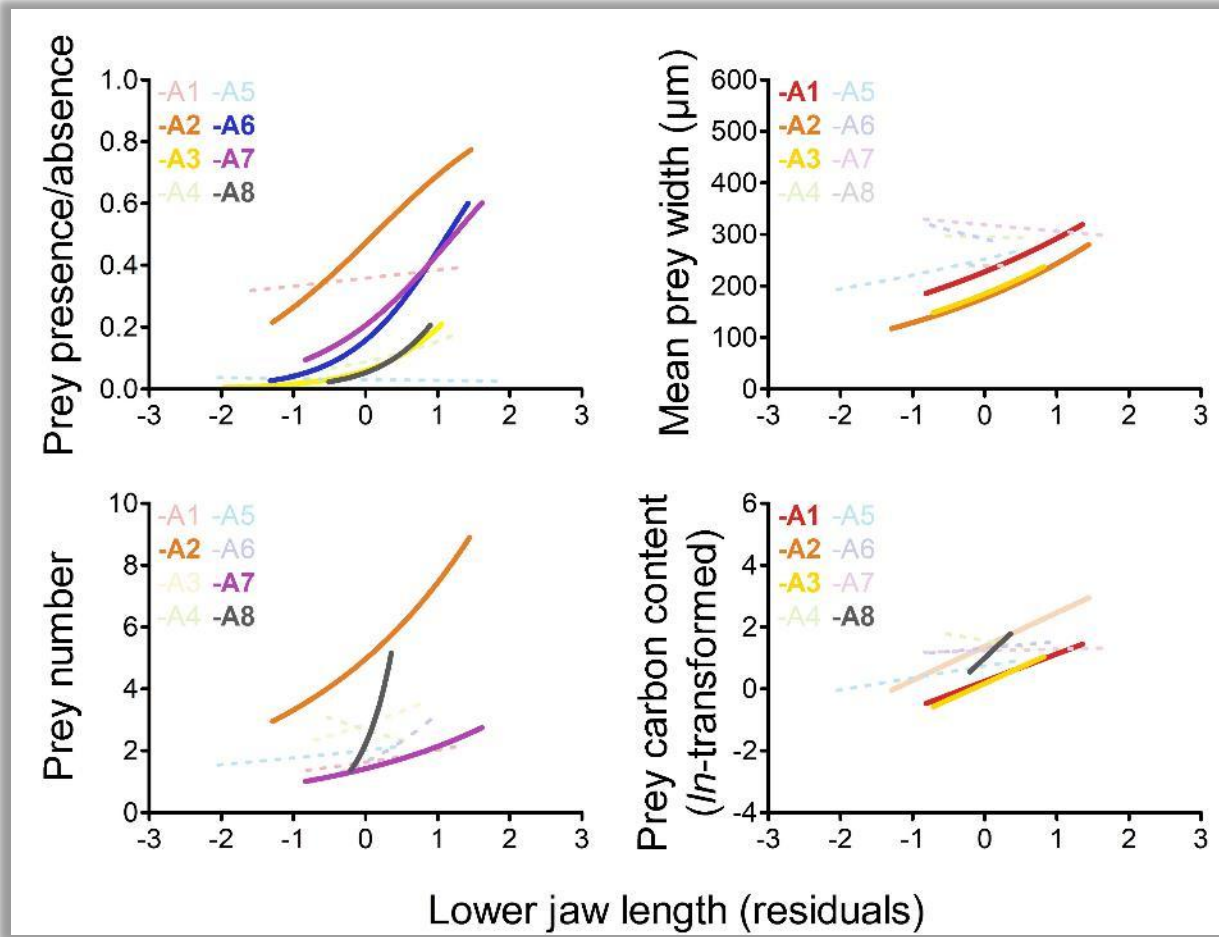 Prey presence/absence
1.0
0.8
0.6
0.4
0.2
0.0
-A1 -A5
-A2 -A6
-A3 -A7
-A4 -A8
-3 -2 -1 0 1 2 3
Mean prey width (µm)
600
500
400
300
200
100
0
-A1 -A5
-A2 -A6
-A3 -A7
-A4 -A8
-3 -2 -1 0 1 2 3
Prey number
10
8
6
4
2
0
-A1 -A5
-A2 -A6
-A3 -A7
-A4 -A8
-3 -2 -1 0 1 2 3
Prey carbon content
(ln-transformed)
6
4
2
0
-2
-4
-A1 -A5
-A2 -A6
-A3 -A7
-A4 -A8
-3 -2 -1 0 1 2 3
Lower jaw length (residuals)